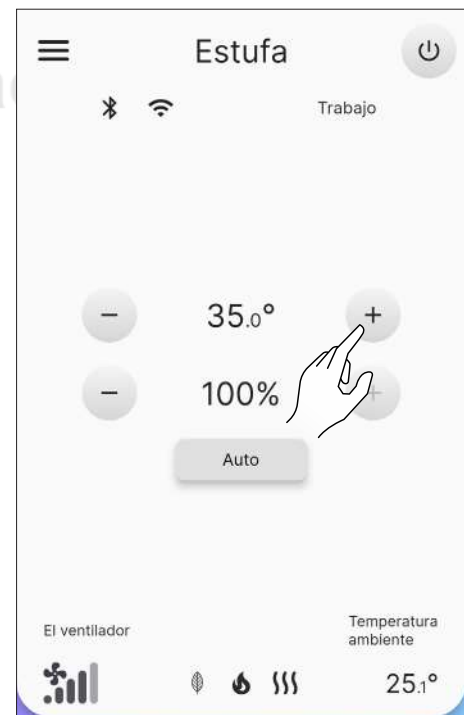 Estufa
Trabajo
− 35.0° +
− 100% +
Auto
El ventilador
Temperatura
ambiente
25.1°